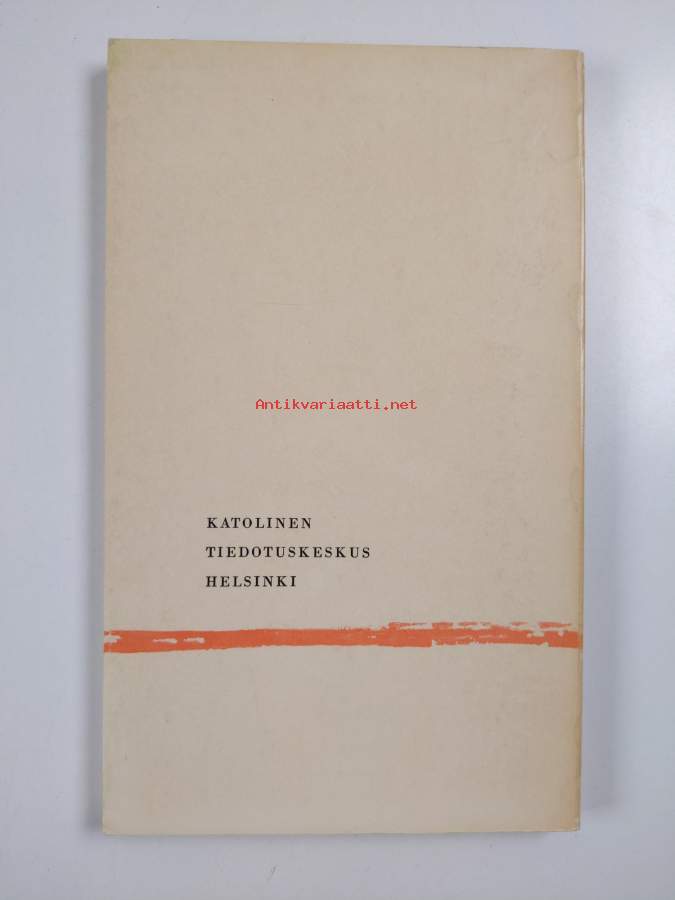 Antikvariaatti.net
KATOLINEN
TIEDOTUSKESKUS
HELSINKI